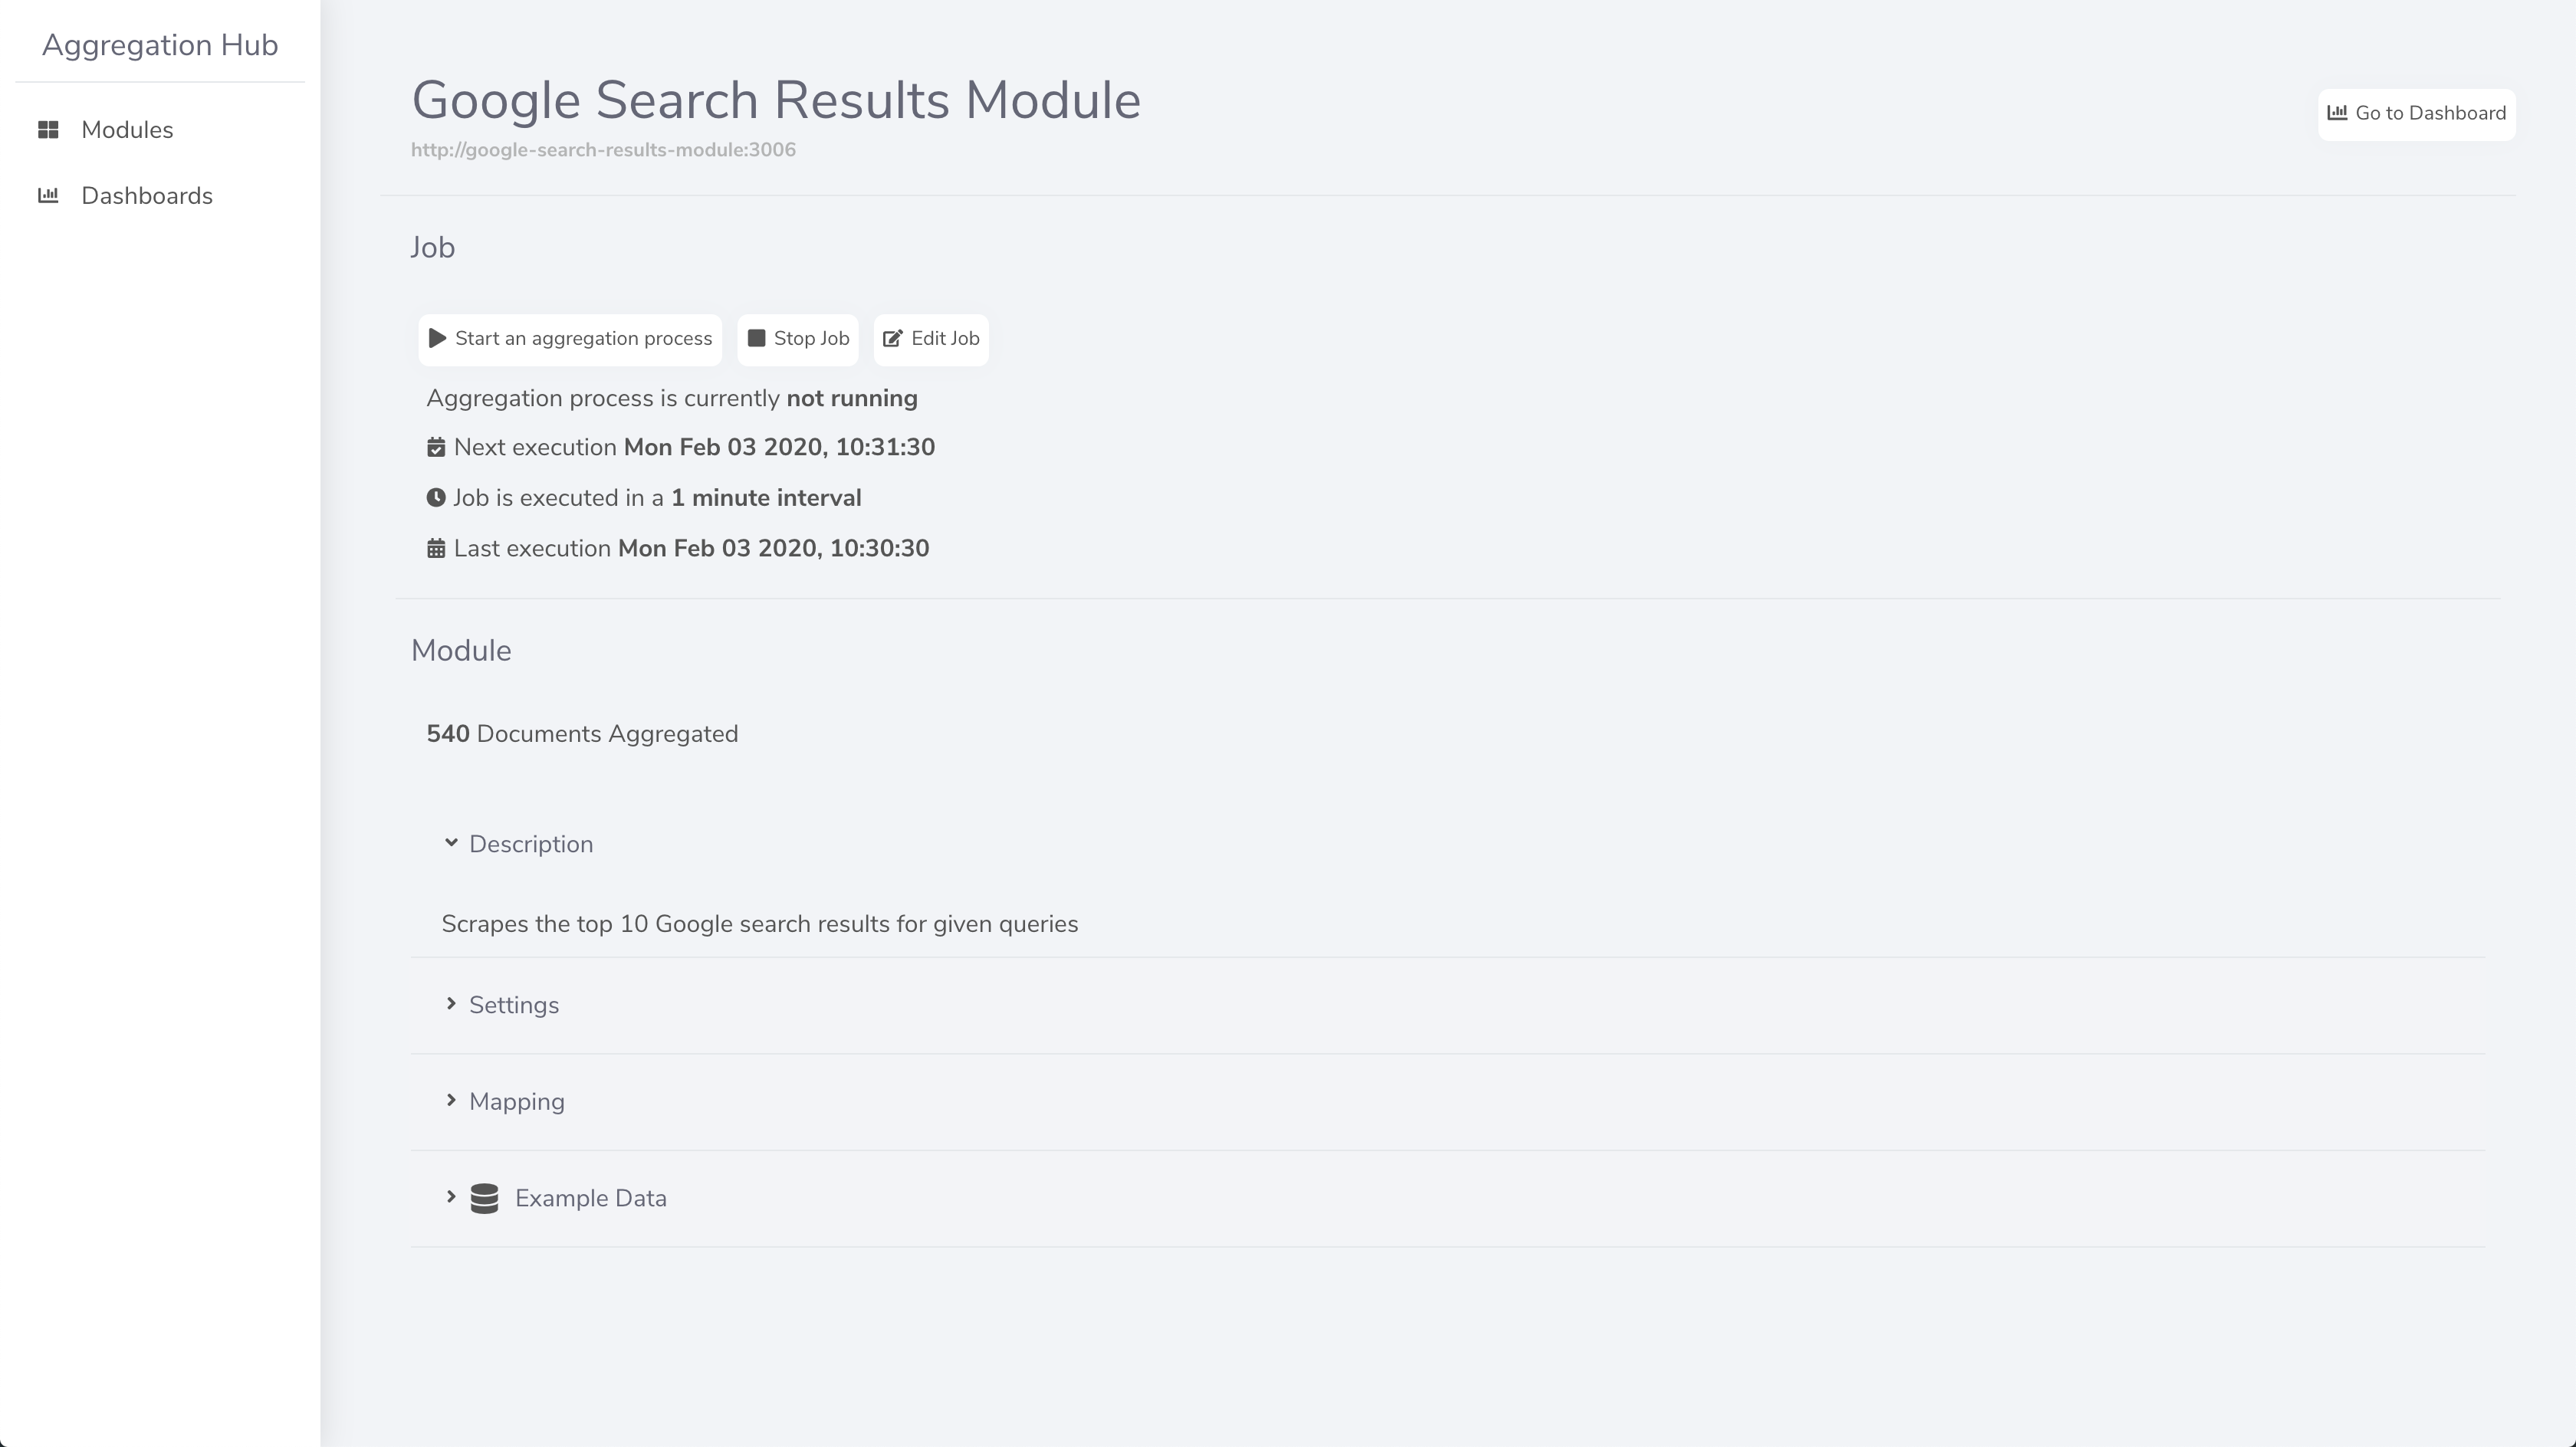 Aggregation Hub
Modules
Dashboards
Google Search Results Module
http://google-search-results-module:3006
Go to Dashboard
Job
Start an aggregation process
Stop Job
Edit Job
Aggregation process is currently not running
Next execution Mon Feb 03 2020, 10:31:30
Job is executed in a 1 minute interval
Last execution Mon Feb 03 2020, 10:30:30
Module
540 Documents Aggregated
Description
Scrapes the top 10 Google search results for given queries
Settings
Mapping
Example Data